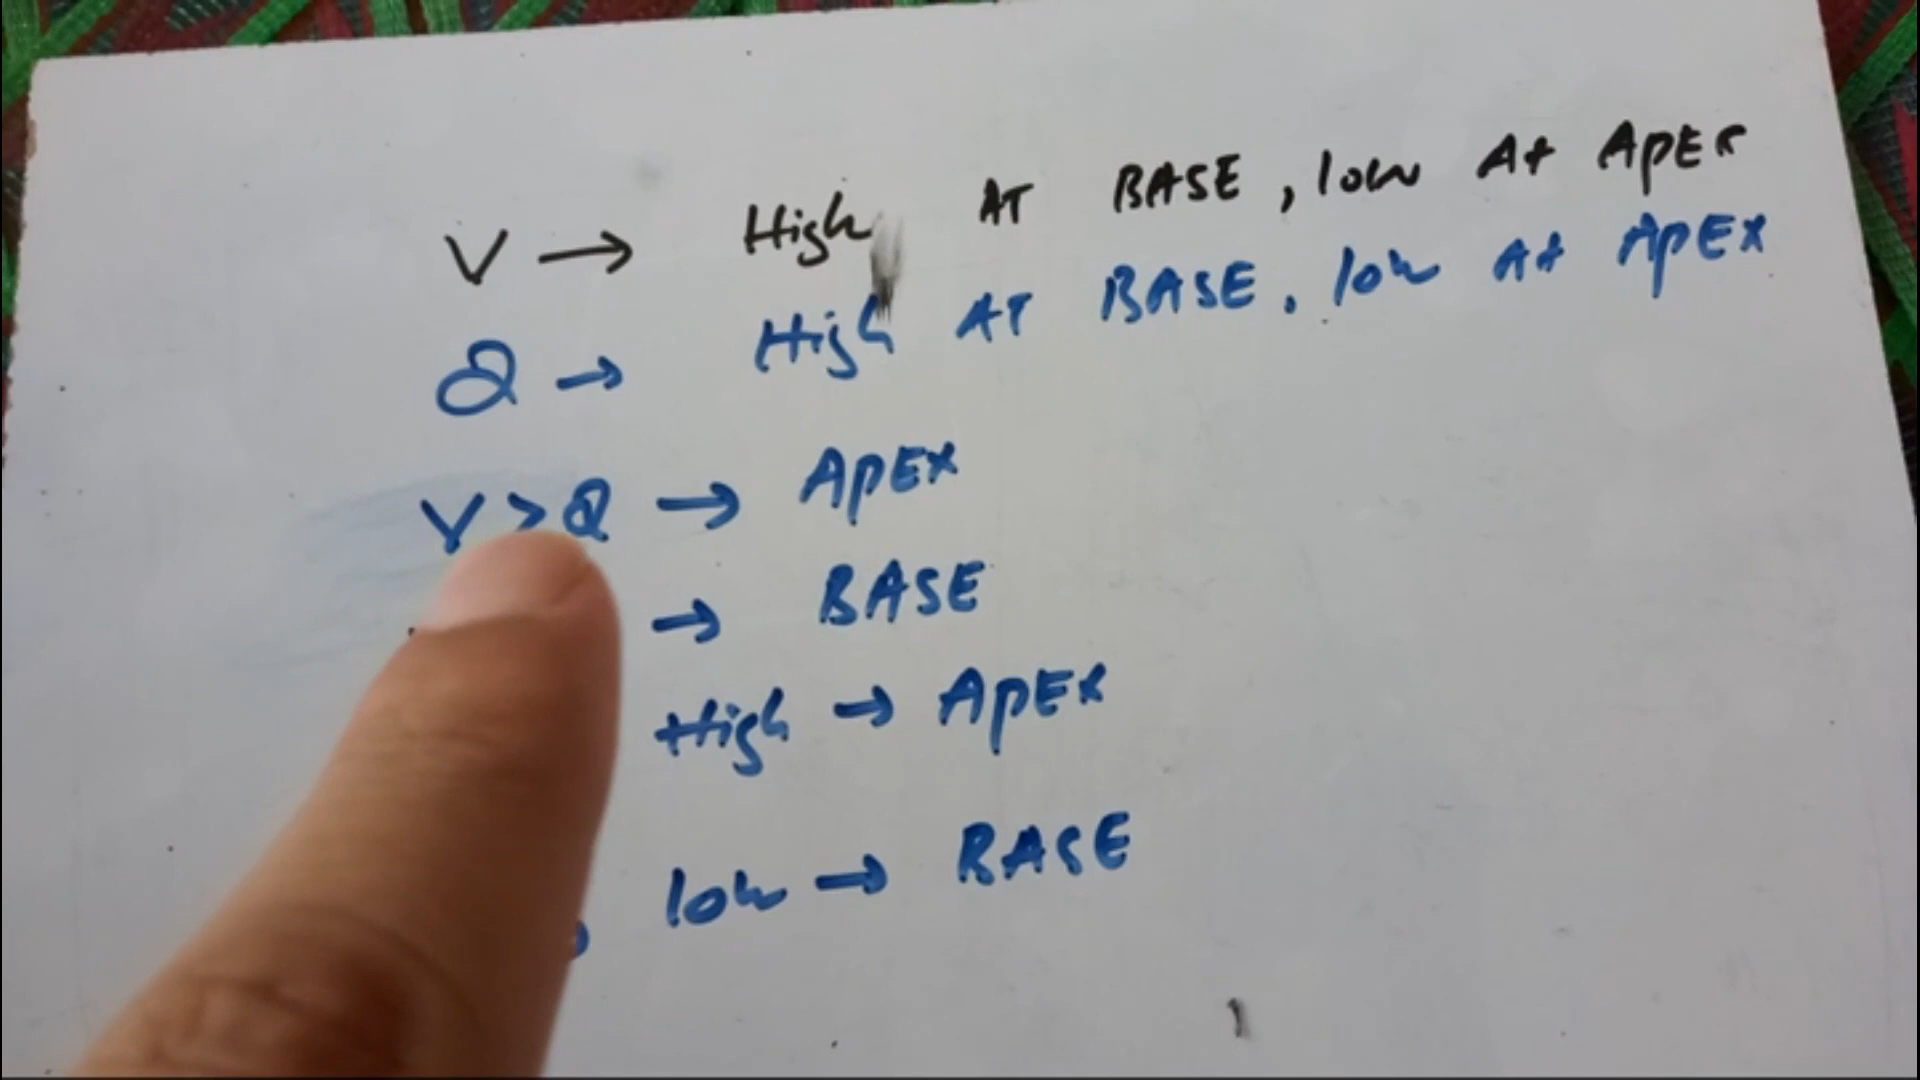 V → High AT BASE, low At APEX
Q → High AT BASE, low At APEX
V > Q → APEX
→ BASE
High → APEX
low → BASE